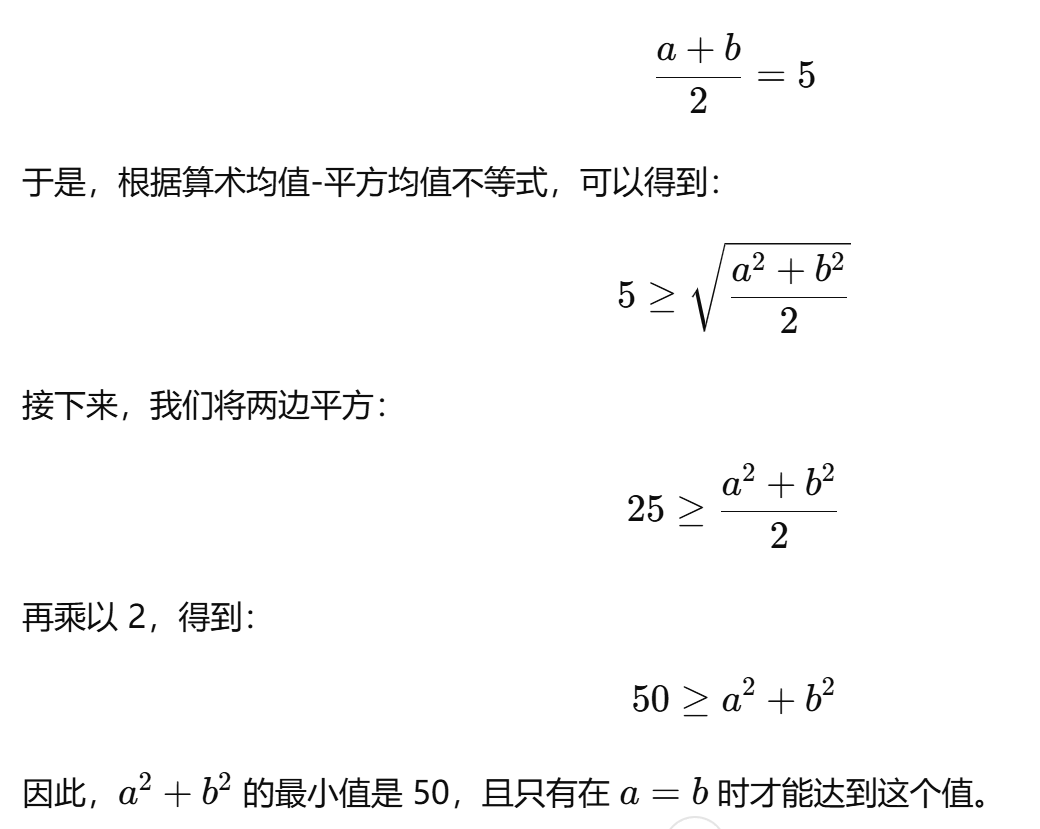 $$\frac{a+b}{2} = 5$$
于是，根据算术均值-平方均值不等式，可以得到：
$$5 \geq \sqrt{\frac{a^2+b^2}{2}}$$
接下来，我们将两边平方：
$$25 \geq \frac{a^2+b^2}{2}$$
再乘以 2，得到：
$$50 \geq a^2+b^2$$
因此，$a^2+b^2$ 的最小值是 50，且只有在 $a=b$ 时才能达到这个值。